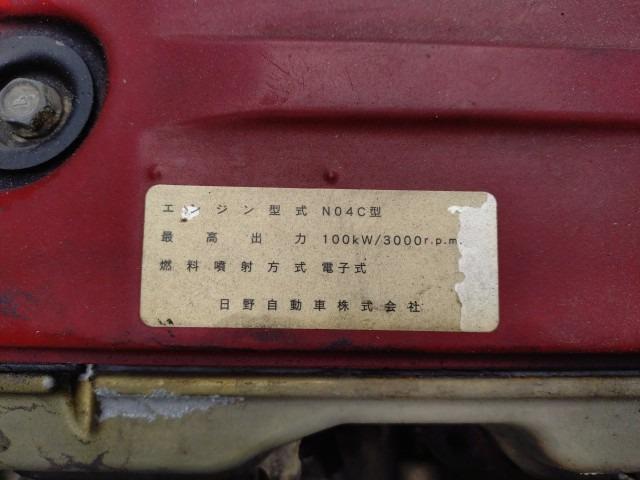 エンジン型式 N04C型
最高出力 100kW/3000r.p.m.
燃料噴射方式 電子式
日野自動車株式会社